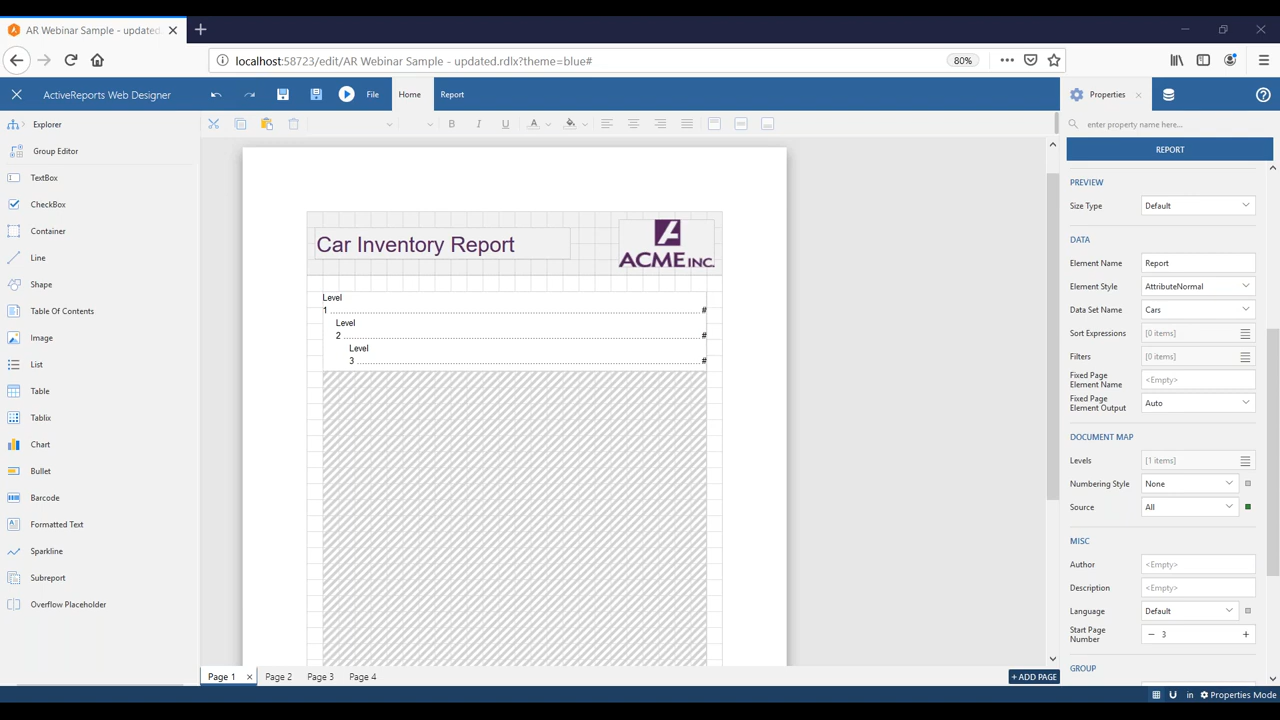 AR Webinar Sample - updated.
localhost:58723/edit/AR Webinar Sample - updated.rdlx?theme=blue#
80%
ActiveReports Web Designer
File
Home
Report
Properties
Explorer
Group Editor
TextBox
CheckBox
Container
Line
Shape
Table Of Contents
Image
List
Table
Tablix
Chart
Bullet
Barcode
Formatted Text
Sparkline
Subreport
Overflow Placeholder
B I U A
Car Inventory Report
ACME INC.
Level
1 #
Level
2 #
Level
3 #
Page 1
Page 2
Page 3
Page 4
+ ADD PAGE
enter property name here...
REPORT
PREVIEW
Size Type Default
DATA
Element Name Report
Element Style AttributeNormal
Data Set Name Cars
Sort Expressions [0 items]
Filters [0 items]
Fixed Page
Element Name <Empty>
Fixed Page
Element Output Auto
DOCUMENT MAP
Levels [1 items]
Numbering Style None
Source All
MISC
Author <Empty>
Description <Empty>
Language Default
Start Page
Number 3
GROUP
in Properties Mode